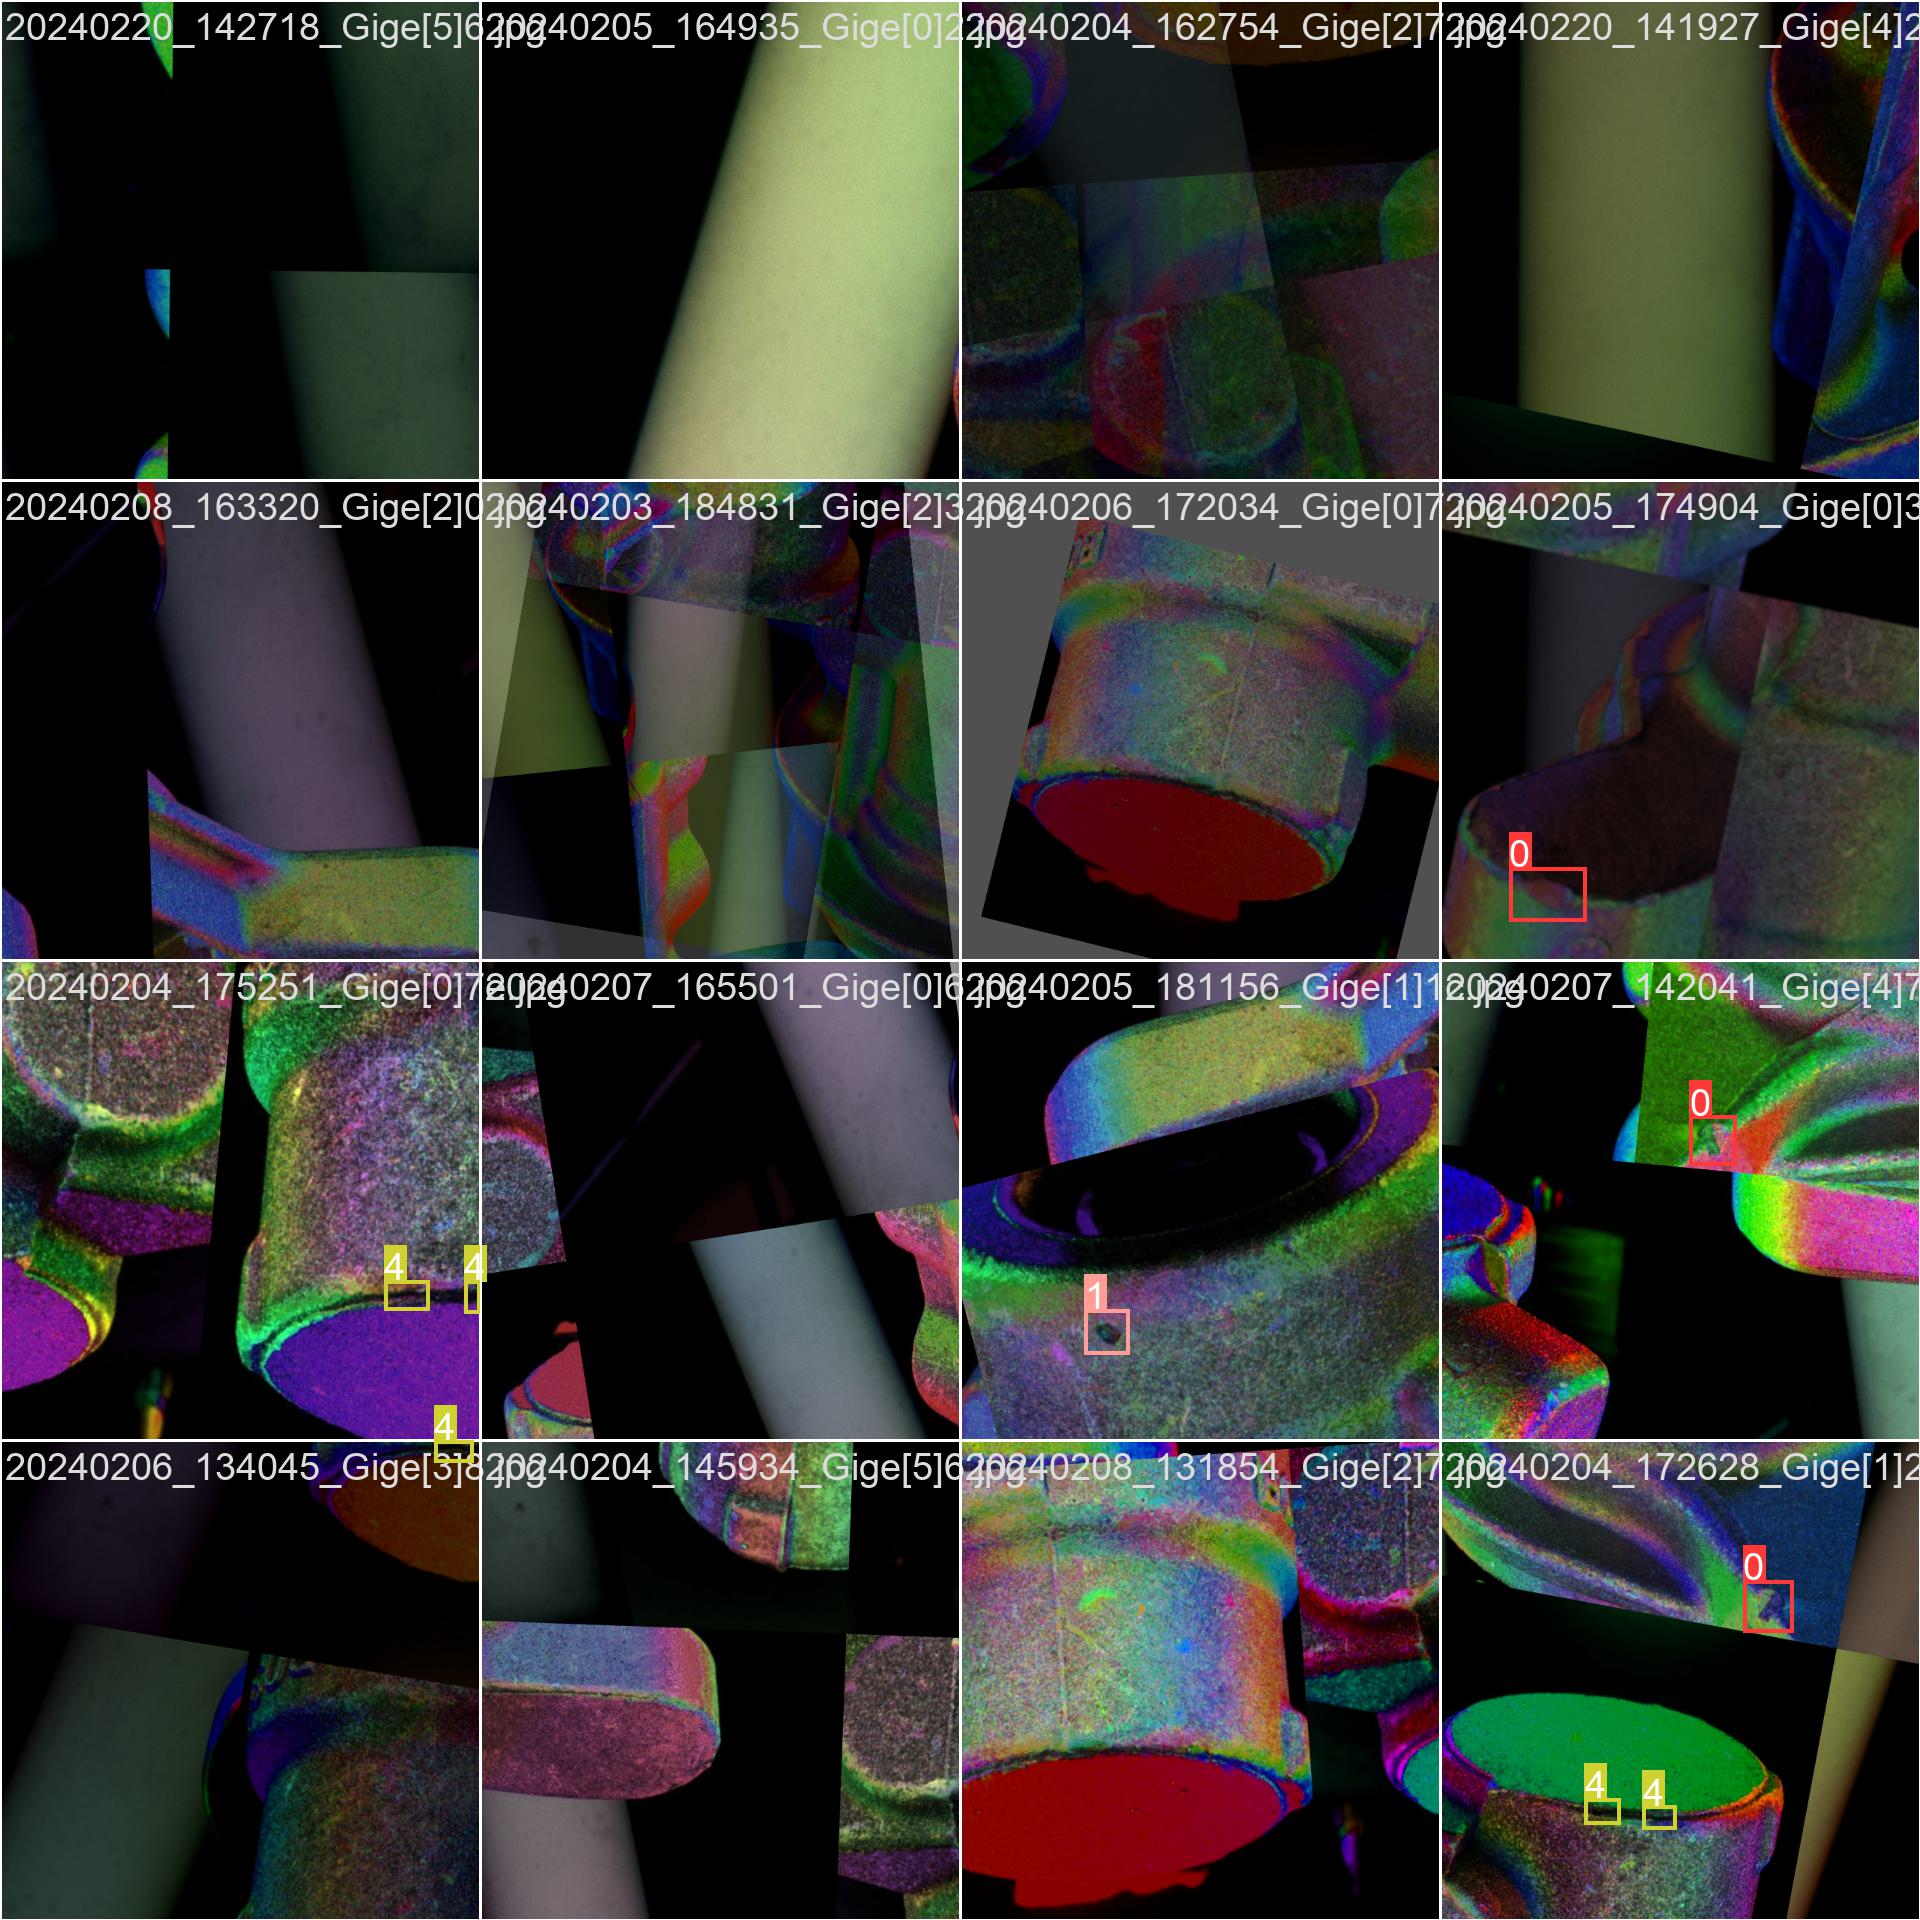 20240220_142718_Gige[5]6.jpg
20240205_164935_Gige[0]2.jpg
20240204_162754_Gige[2]7.jpg
20240220_141927_Gige[4]2
20240208_163320_Gige[2]0.jpg
20240203_184831_Gige[2]3.jpg
20240206_172034_Gige[0]7.jpg
20240205_174904_Gige[0]3
0
20240204_175251_Gige[0]7
20240207_165501_Gige[0]6.jpg
20240205_181156_Gige[1]1
20240207_142041_Gige[4]7
0
4
4
1
4
20240206_134045_Gige[3]8.jpg
20240204_145934_Gige[5]6.jpg
20240208_131854_Gige[2]7.jpg
20240204_172628_Gige[1]2
0
4
4